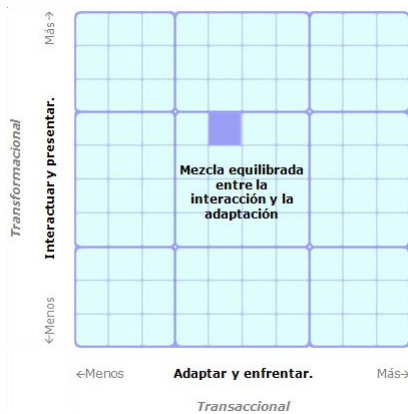 Más→
Transformacional
Interactuar y presentar.
←Menos
Mezcla equilibrada
entre la
interacción y la
adaptación
←Menos
Adaptar y enfrentar.
Más→
Transaccional